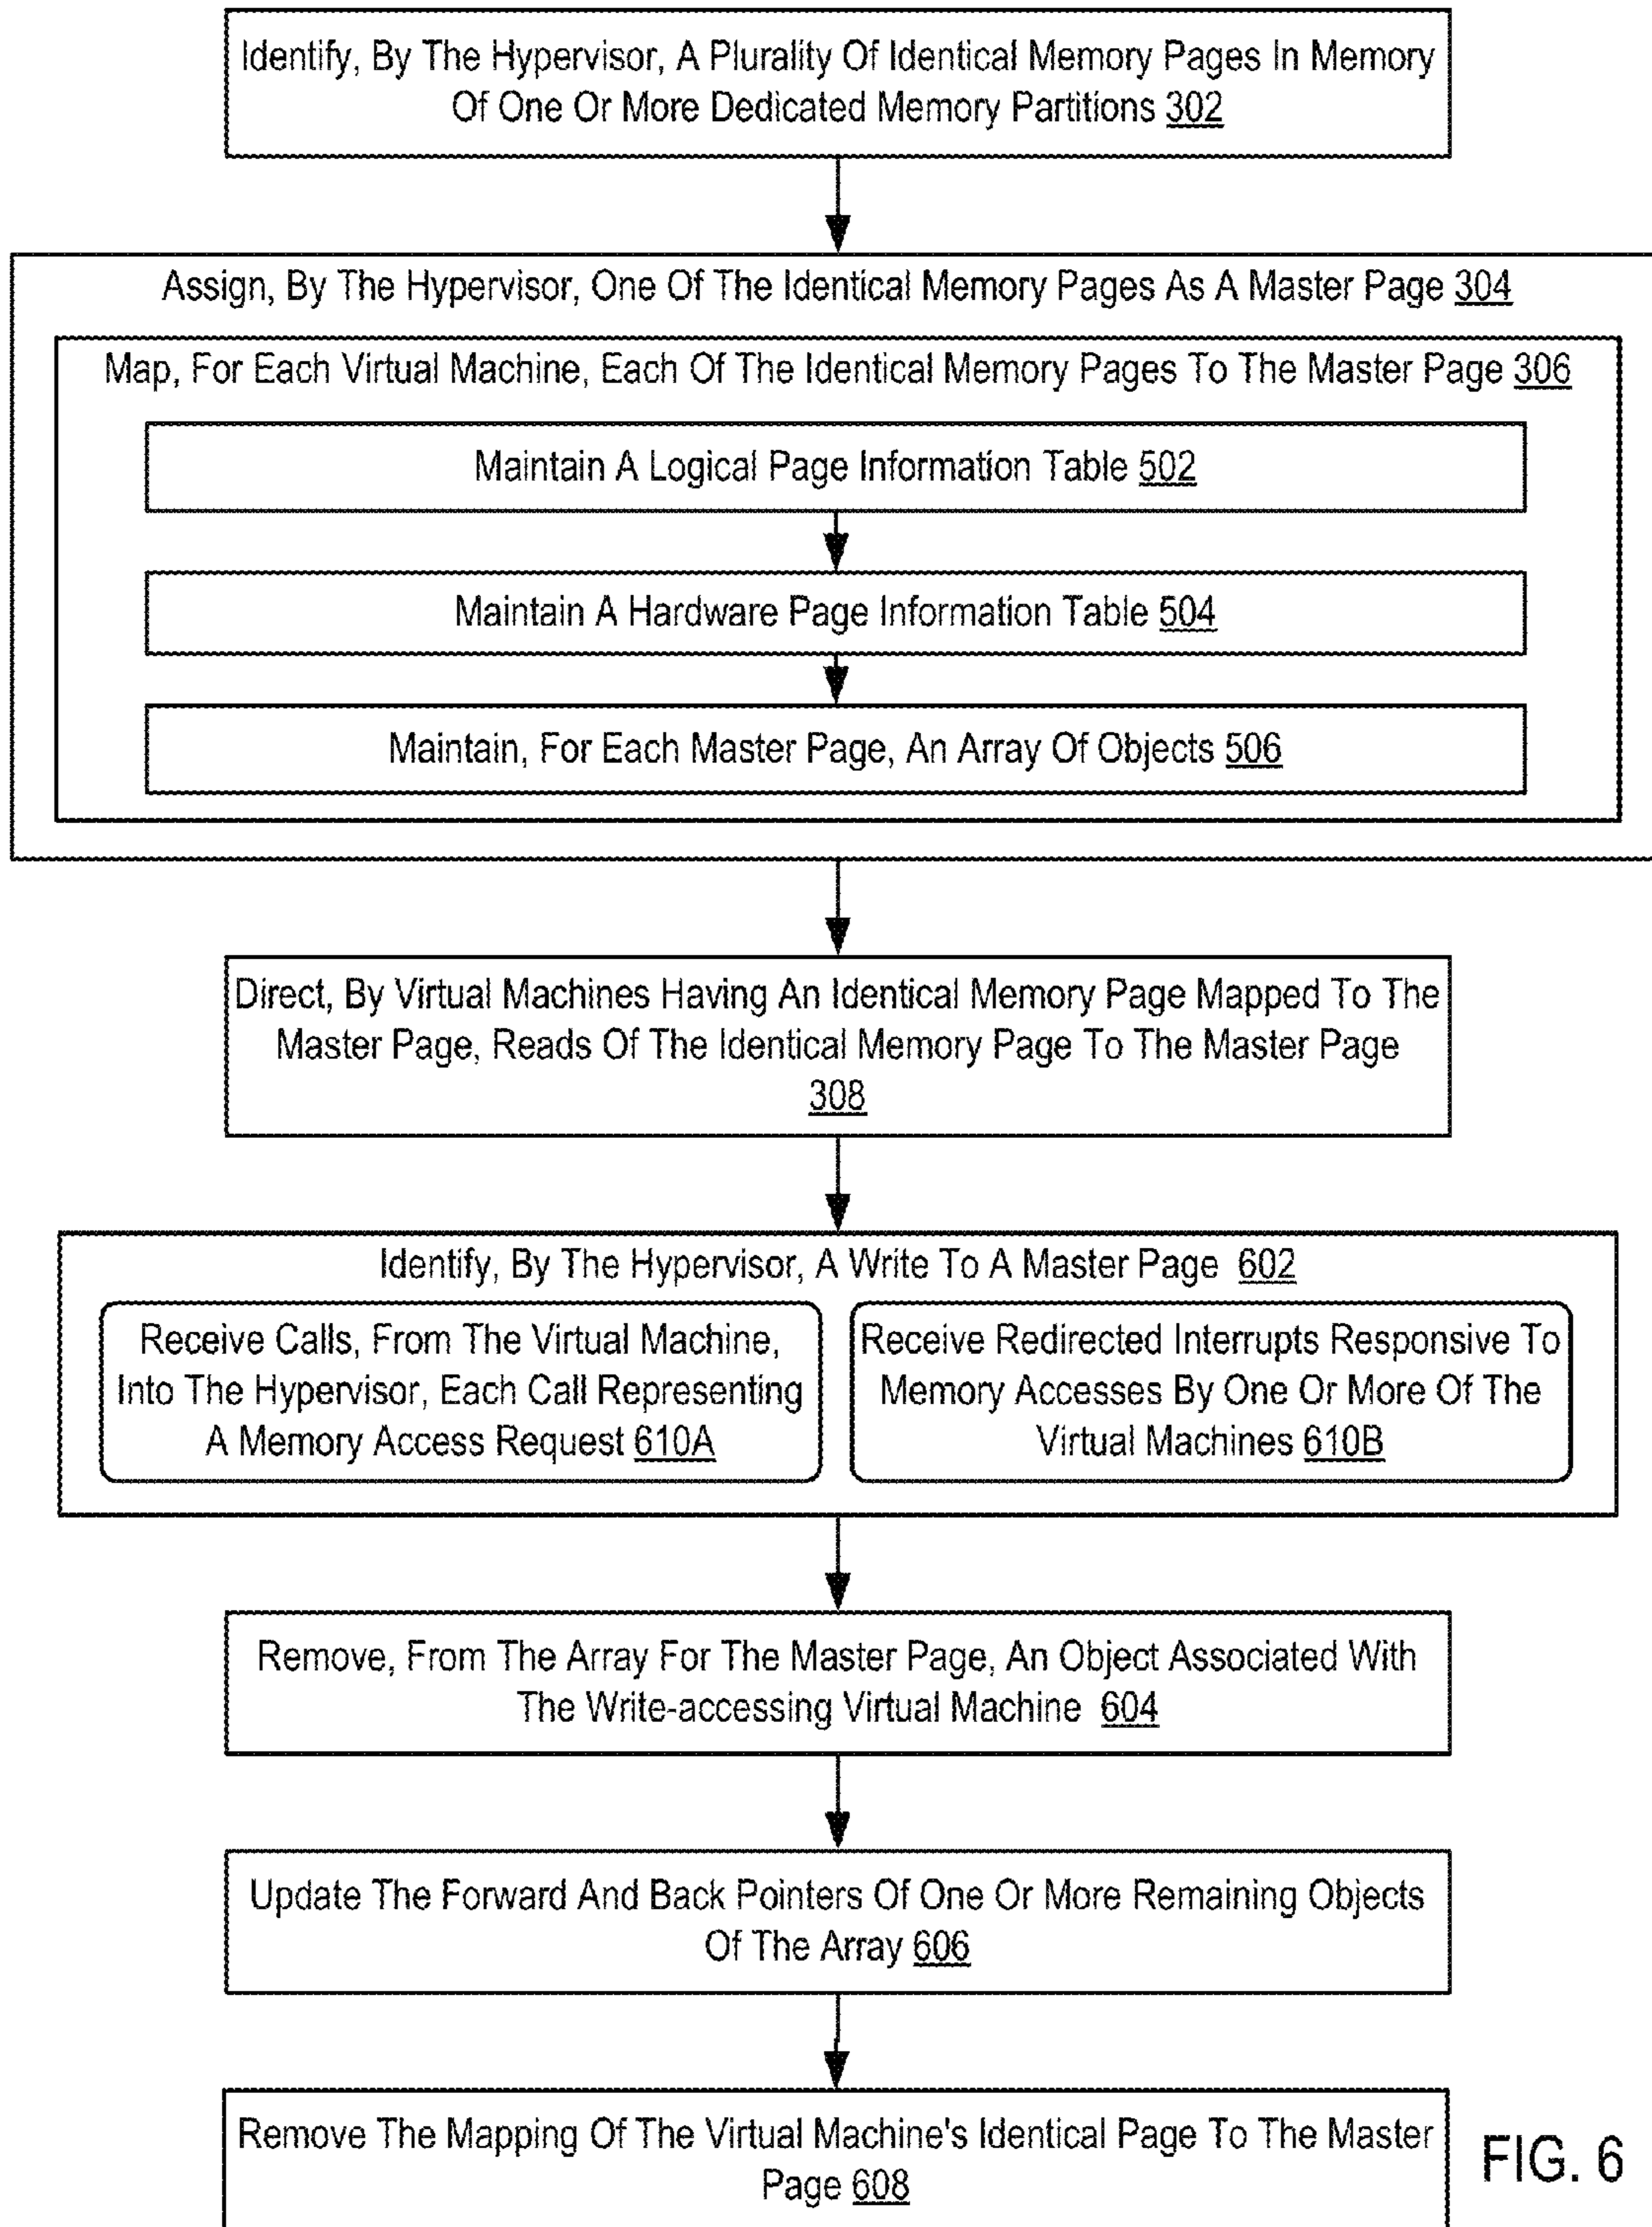 Identify, By The Hypervisor, A Plurality Of Identical Memory Pages In Memory
Of One Or More Dedicated Memory Partitions 302
Assign, By The Hypervisor, One Of The Identical Memory Pages As A Master Page 304
Map, For Each Virtual Machine, Each Of The Identical Memory Pages To The Master Page 306
Maintain A Logical Page Information Table 502
Maintain A Hardware Page Information Table 504
Maintain, For Each Master Page, An Array Of Objects 506
Direct, By Virtual Machines Having An Identical Memory Page Mapped To The
Master Page, Reads Of The Identical Memory Page To The Master Page
308
Identify, By The Hypervisor, A Write To A Master Page 602
Receive Calls, From The Virtual Machine,
Into The Hypervisor, Each Call Representing
A Memory Access Request 610A
Receive Redirected Interrupts Responsive To
Memory Accesses By One Or More Of The
Virtual Machines 610B
Remove, From The Array For The Master Page, An Object Associated With
The Write-accessing Virtual Machine 604
Update The Forward And Back Pointers Of One Or More Remaining Objects
Of The Array 606
Remove The Mapping Of The Virtual Machine's Identical Page To The Master
Page 608
FIG. 6